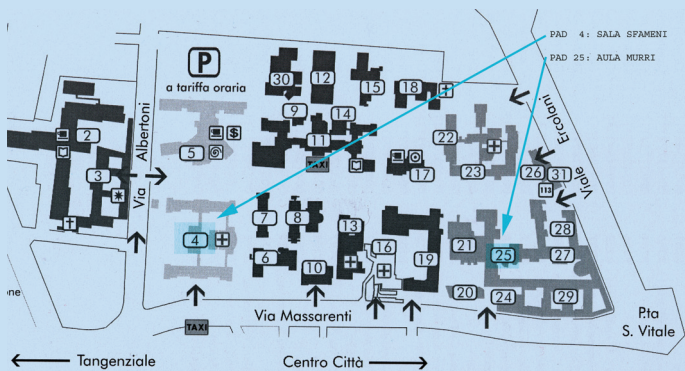 PAD 4: SALA SFAMENI
PAD 25: AULA MURRI
P
a tariffa oraria
30
12
15
18
9
14
2
Via Albertoni
5
$
11
TAXI
17
22
23
Viale Ercolani
26
31
113
3
7
8
13
16
19
21
25
28
27
4
6
10
20
24
29
Via Massarenti
TAXI
P.ta
S. Vitale
one
Tangenziale
Centro Città